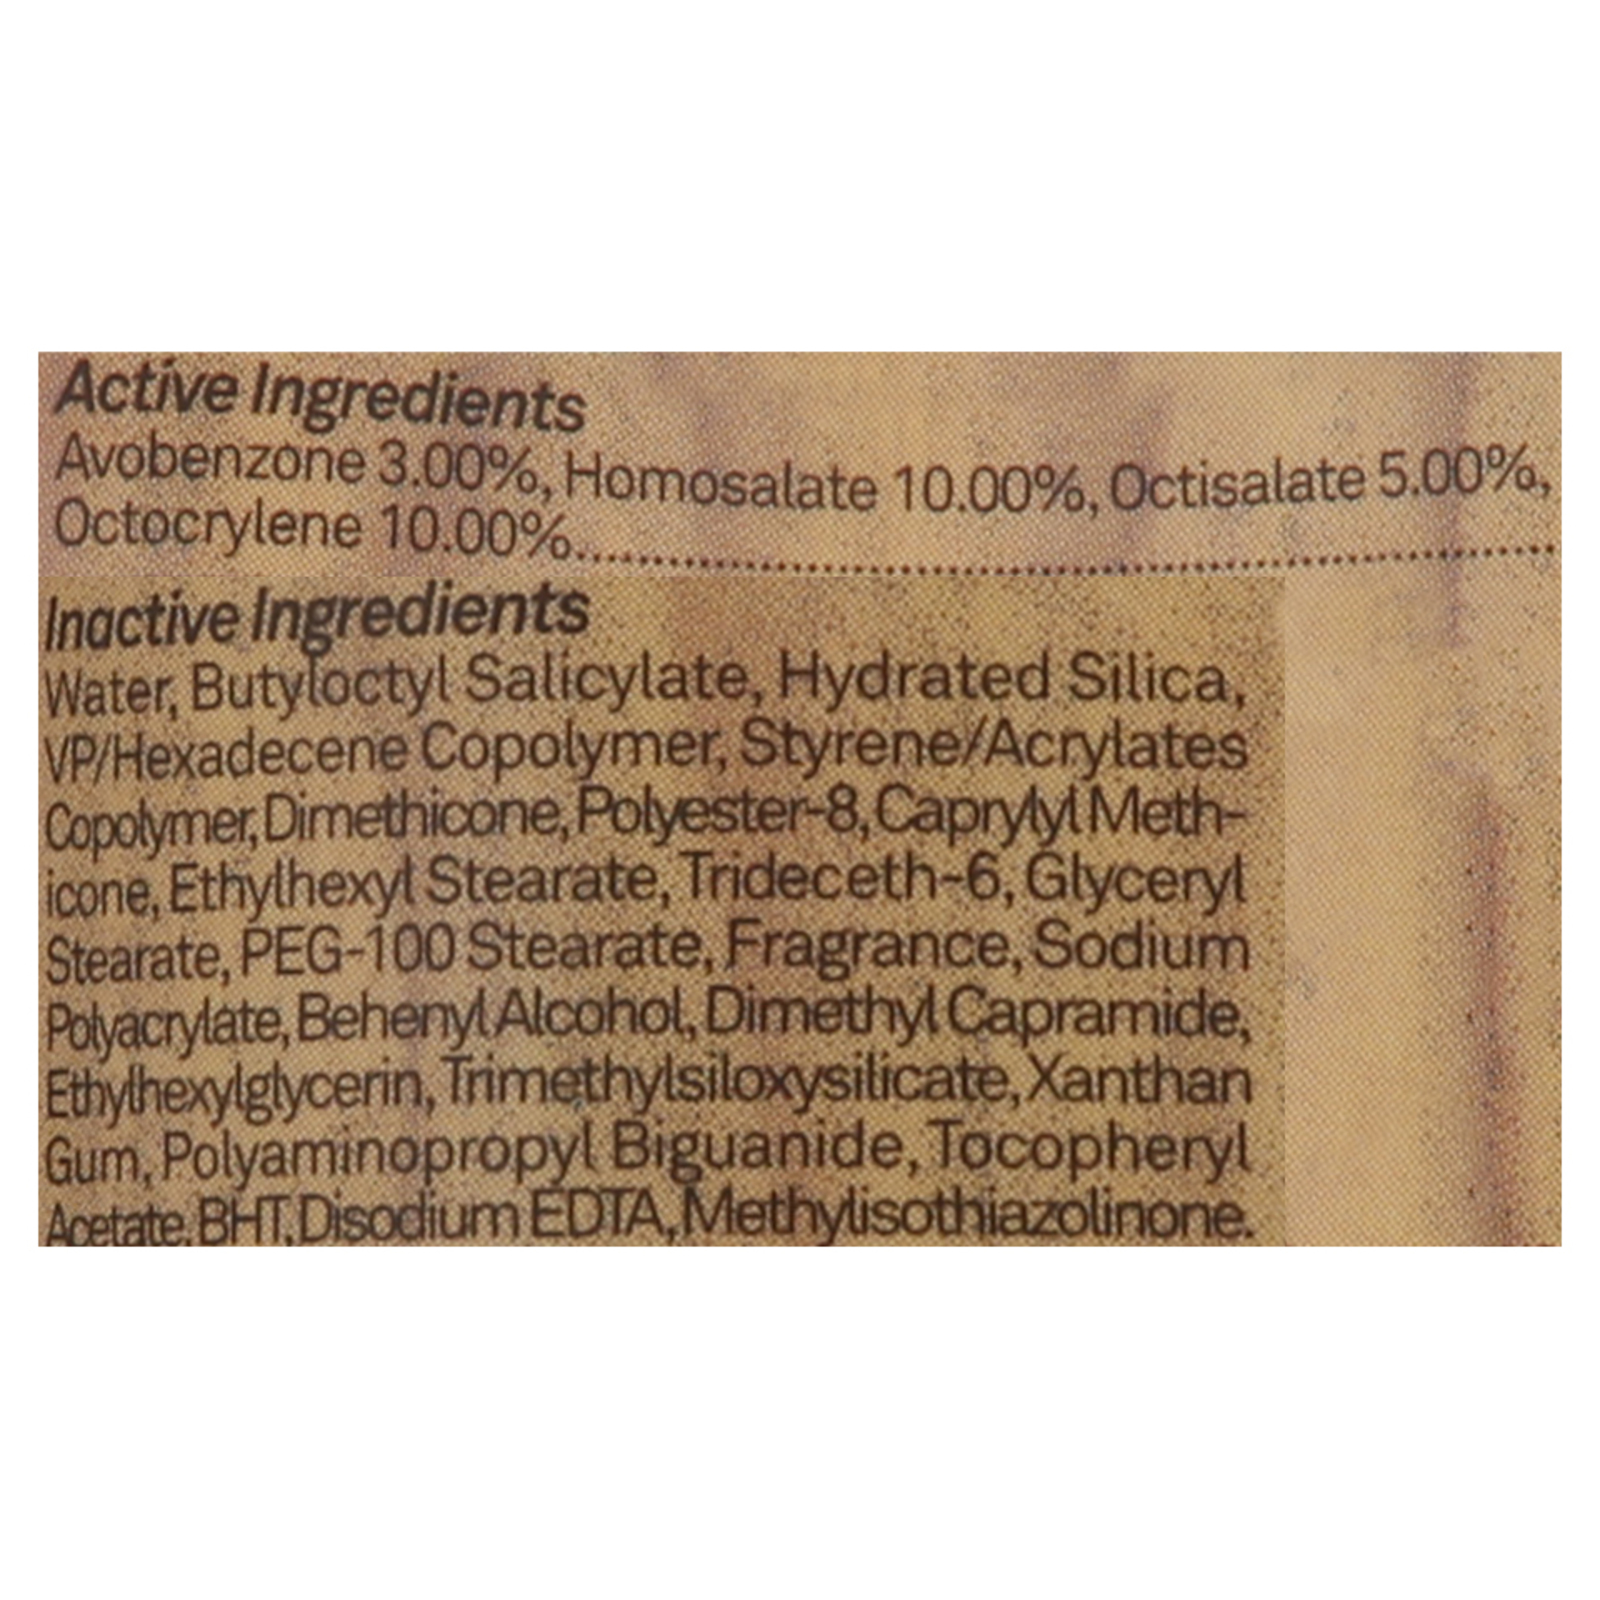 Active Ingredients
Avobenzone 3.00%, Homosalate 10.00%, Octisalate 5.00%,
Octocrylene 10.00%......................................................................
Inactive Ingredients
Water, Butyloctyl Salicylate, Hydrated Silica,
VP/Hexadecene Copolymer, Styrene/Acrylates
Copolymer, Dimethicone, Polyester-8, Caprylyl Meth-
icone, Ethylhexyl Stearate, Trideceth-6, Glyceryl
Stearate, PEG-100 Stearate, Fragrance, Sodium
Polyacrylate, Behenyl Alcohol, Dimethyl Capramide,
Ethylhexylglycerin, Trimethylsiloxysilicate, Xanthan
Gum, Polyaminopropyl Biguanide, Tocopheryl
Acetate, BHT, Disodium EDTA, Methylisothiazolinone.